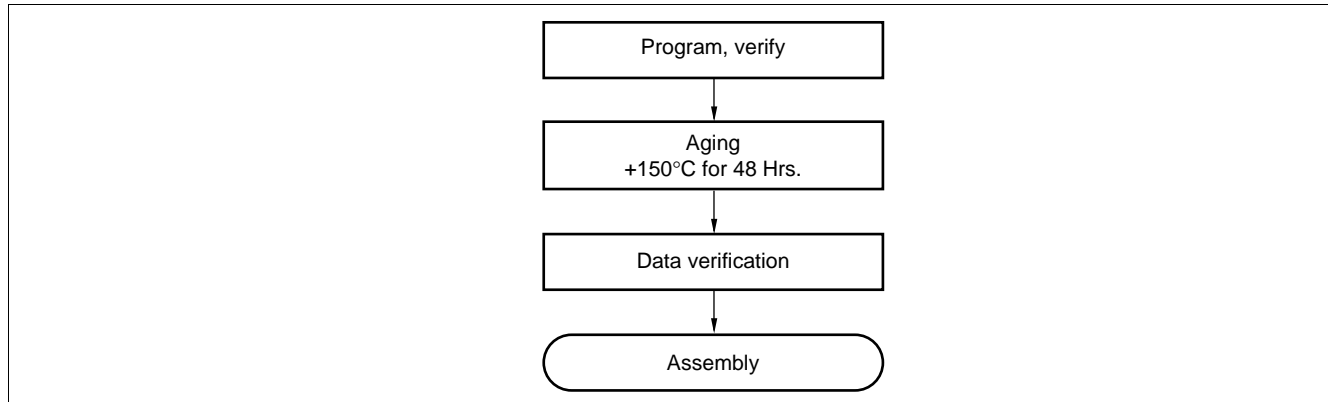 Program, verify
Aging
+150°C for 48 Hrs.
Data verification
Assembly